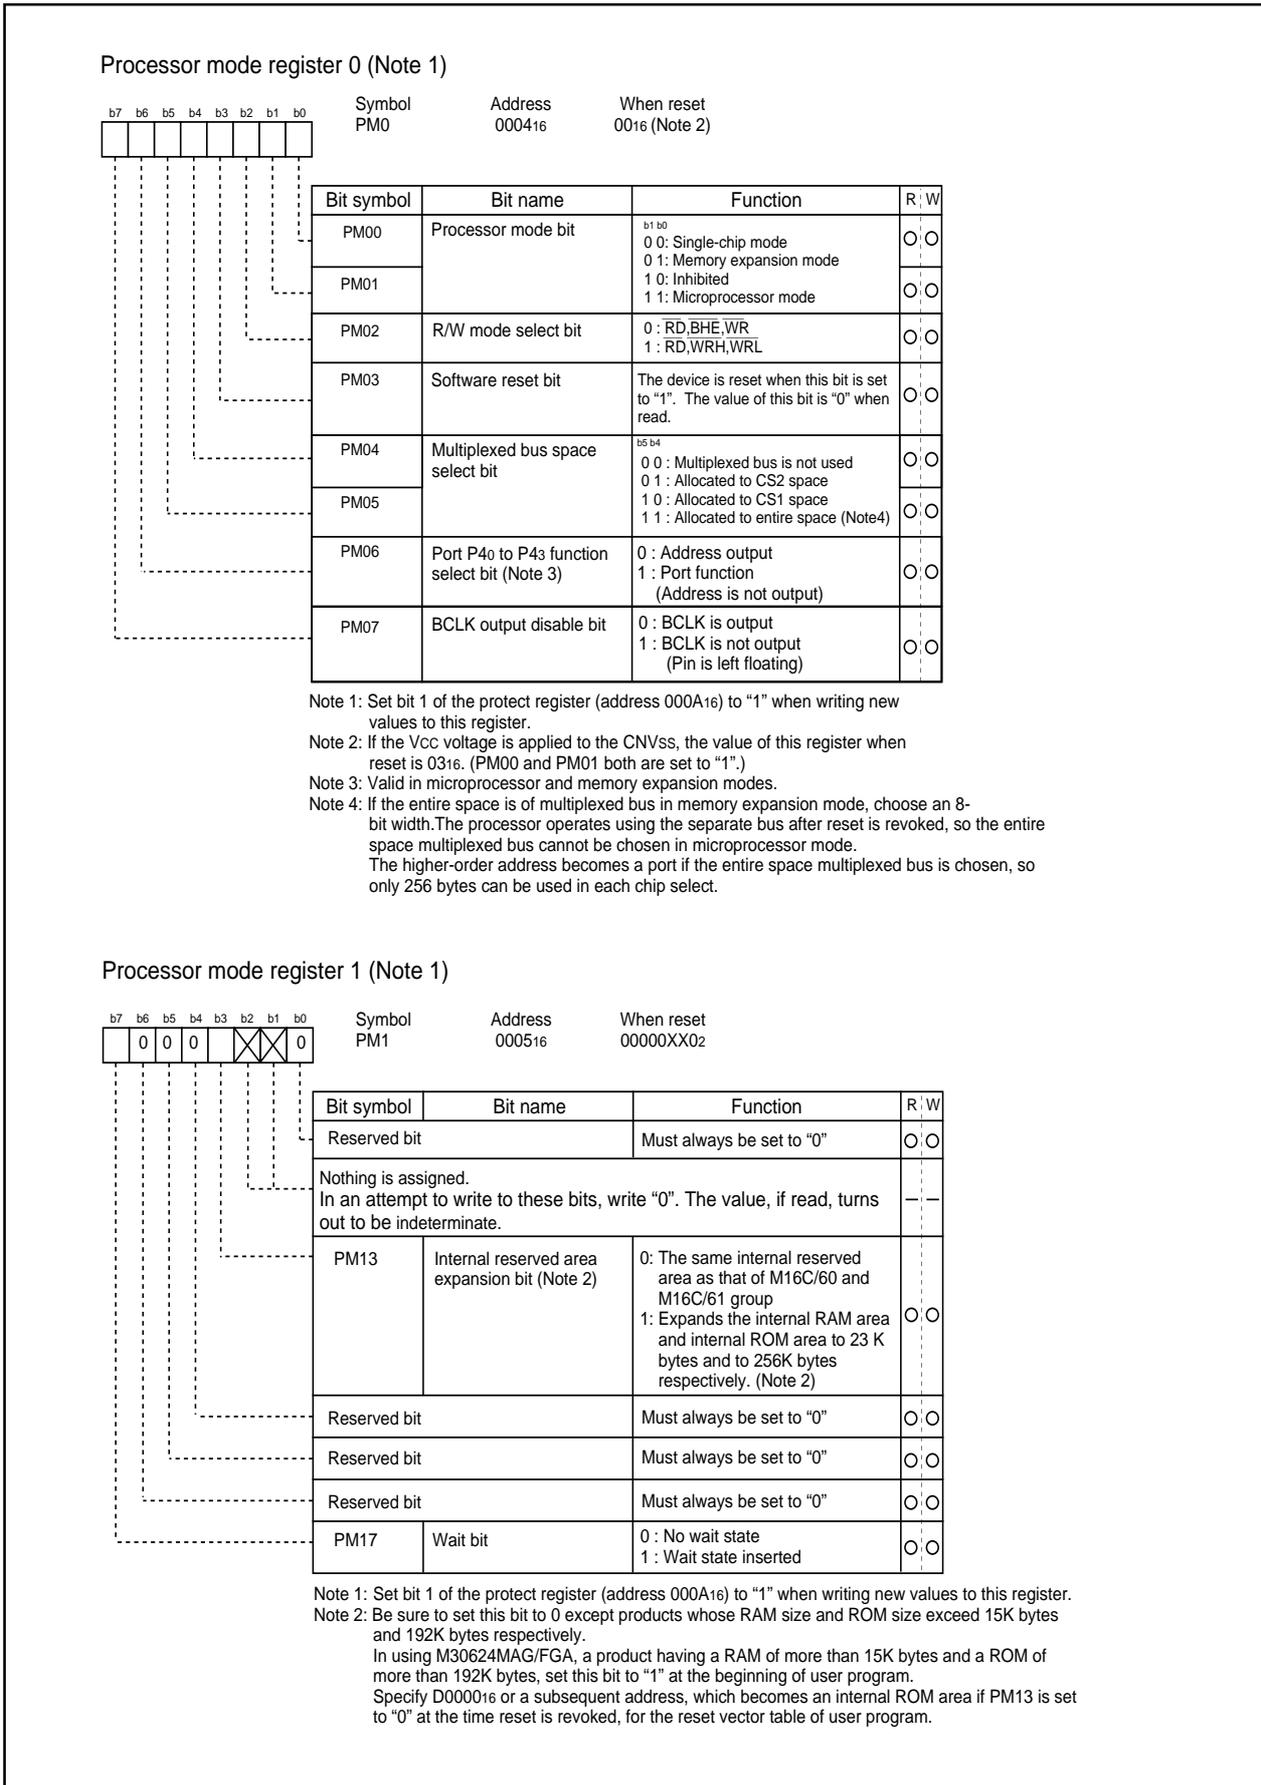 Processor mode register 0 (Note 1)
b7 b6 b5 b4 b3 b2 b1 b0
Symbol Address When reset
PM0 000416 0016 (Note 2)
Bit symbol Bit name Function R W
PM00 Processor mode bit b1 b0
0 0: Single-chip mode
0 1: Memory expansion mode
PM01 1 0: Inhibited
1 1: Microprocessor mode
PM02 R/W mode select bit 0 : RD,BHE,WR
1 : RD,WRH,WRL
PM03 Software reset bit The device is reset when this bit is set
to “1”. The value of this bit is “0” when
read.
PM04 Multiplexed bus space
select bit
b5 b4
0 0 : Multiplexed bus is not used
0 1 : Allocated to CS2 space
PM05 1 0 : Allocated to CS1 space
1 1 : Allocated to entire space (Note4)
PM06 Port P40 to P43 function
select bit (Note 3)
0 : Address output
1 : Port function
(Address is not output)
PM07 BCLK output disable bit 0 : BCLK is output
1 : BCLK is not output
(Pin is left floating)
Note 1: Set bit 1 of the protect register (address 000A16) to “1” when writing new
values to this register.
Note 2: If the VCC voltage is applied to the CNVSS, the value of this register when
reset is 0316. (PM00 and PM01 both are set to “1”.)
Note 3: Valid in microprocessor and memory expansion modes.
Note 4: If the entire space is of multiplexed bus in memory expansion mode, choose an 8-
bit width.The processor operates using the separate bus after reset is revoked, so the entire
space multiplexed bus cannot be chosen in microprocessor mode.
The higher-order address becomes a port if the entire space multiplexed bus is chosen, so
only 256 bytes can be used in each chip select.
Processor mode register 1 (Note 1)
b7 b6 b5 b4 b3 b2 b1 b0
0 0 0 0
Symbol Address When reset
PM1 000516 00000XX02
Bit symbol Bit name Function R W
Reserved bit Must always be set to “0”
Nothing is assigned.
In an attempt to write to these bits, write “0”. The value, if read, turns
out to be indeterminate.
PM13 Internal reserved area
expansion bit (Note 2)
0: The same internal reserved
area as that of M16C/60 and
M16C/61 group
1: Expands the internal RAM area
and internal ROM area to 23 K
bytes and to 256K bytes
respectively. (Note 2)
Reserved bit Must always be set to “0”
Reserved bit Must always be set to “0”
Reserved bit Must always be set to “0”
PM17 Wait bit 0 : No wait state
1 : Wait state inserted
Note 1: Set bit 1 of the protect register (address 000A16) to “1” when writing new values to this register.
Note 2: Be sure to set this bit to 0 except products whose RAM size and ROM size exceed 15K bytes
and 192K bytes respectively.
In using M30624MAG/FGA, a product having a RAM of more than 15K bytes and a ROM of
more than 192K bytes, set this bit to “1” at the beginning of user program.
Specify D000016 or a subsequent address, which becomes an internal ROM area if PM13 is set
to “0” at the time reset is revoked, for the reset vector table of user program.